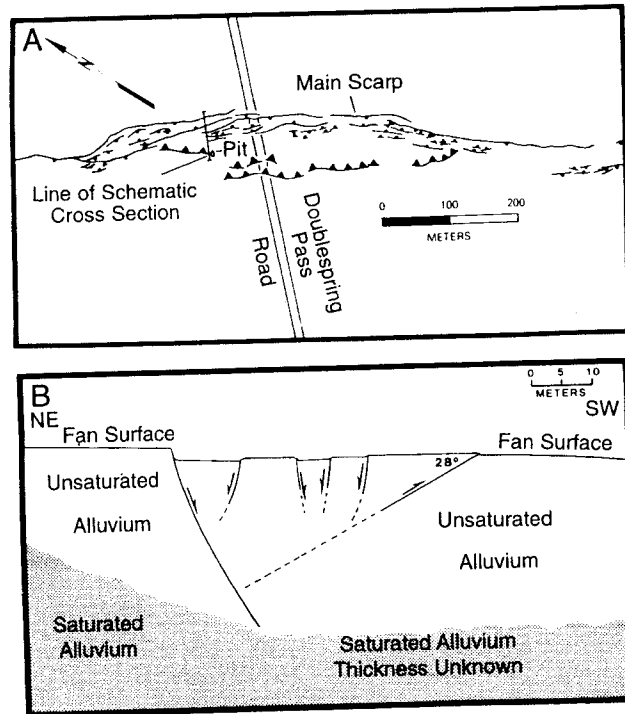 A
N
Main Scarp
Pit
Line of Schematic
Cross Section
Road
Doublespring
Pass
0 100 200
METERS
B
NE
0 5 10
METERS
SW
Fan Surface
Fan Surface
28°
Unsaturated
Alluvium
Unsaturated
Alluvium
Saturated
Alluvium
Saturated Alluvium
Thickness Unknown